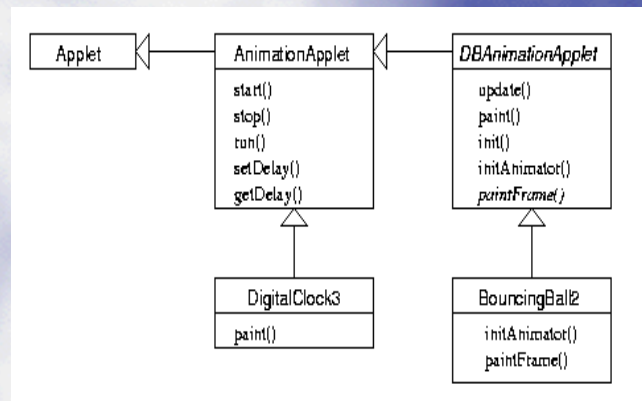 Applet
AnimationApplet
start()
stop()
run()
setDelay()
getDelay()
DBAnimationApplet
update()
paint()
init()
initAnimator()
paintFrame()
DigitalClock3
paint()
BouncingBall2
initAnimator()
paintFrame()